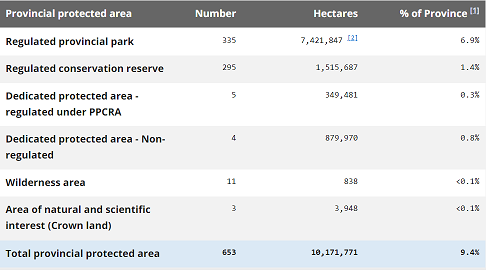 Provincial protected area Number Hectares % of Province [1]
Regulated provincial park 335 7,421,847 [2] 6.9%
Regulated conservation reserve 295 1,515,687 1.4%
Dedicated protected area - 5 349,481 0.3%
regulated under PPCRA
Dedicated protected area - Non- 4 879,970 0.8%
regulated
Wilderness area 11 838 <0.1%
Area of natural and scientific 3 3,948 <0.1%
interest (Crown land)
Total provincial protected area 653 10,171,771 9.4%